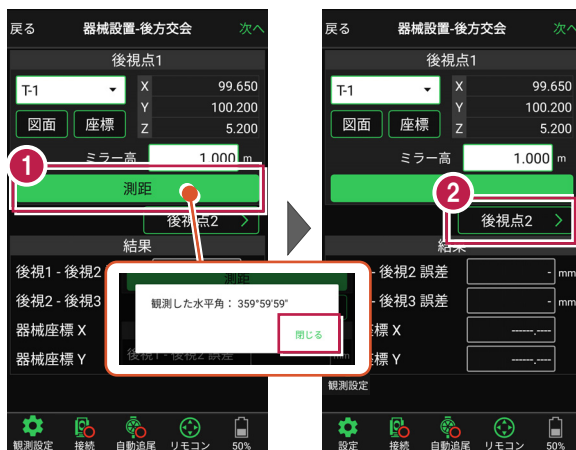 戻る 器械設置-後方交会 次へ
後視点1
T-1 X 99.650
Y 100.200
図面 座標 Z 5.200
ミラー高 1.000 m
1
測距
後視点2 >
結果
後視1 - 後視2
後視2 - 後視3
器械座標 X
器械座標 Y
測距
観測した水平角： 359°59'59"
閉じる
後視1 - 後視2 誤差 mm
観測設定 接続 自動追尾 リモコン 50%
戻る 器械設置-後方交会 次へ
後視点1
T-1 X 99.650
Y 100.200
図面 座標 Z 5.200
ミラー高 1.000 m
2
後視点2 >
結果
- 後視2 誤差 - mm
- 後視3 誤差 - mm
標 X ------.----
標 Y ------.----
観測設定
設定 接続 自動追尾 リモコン 50%